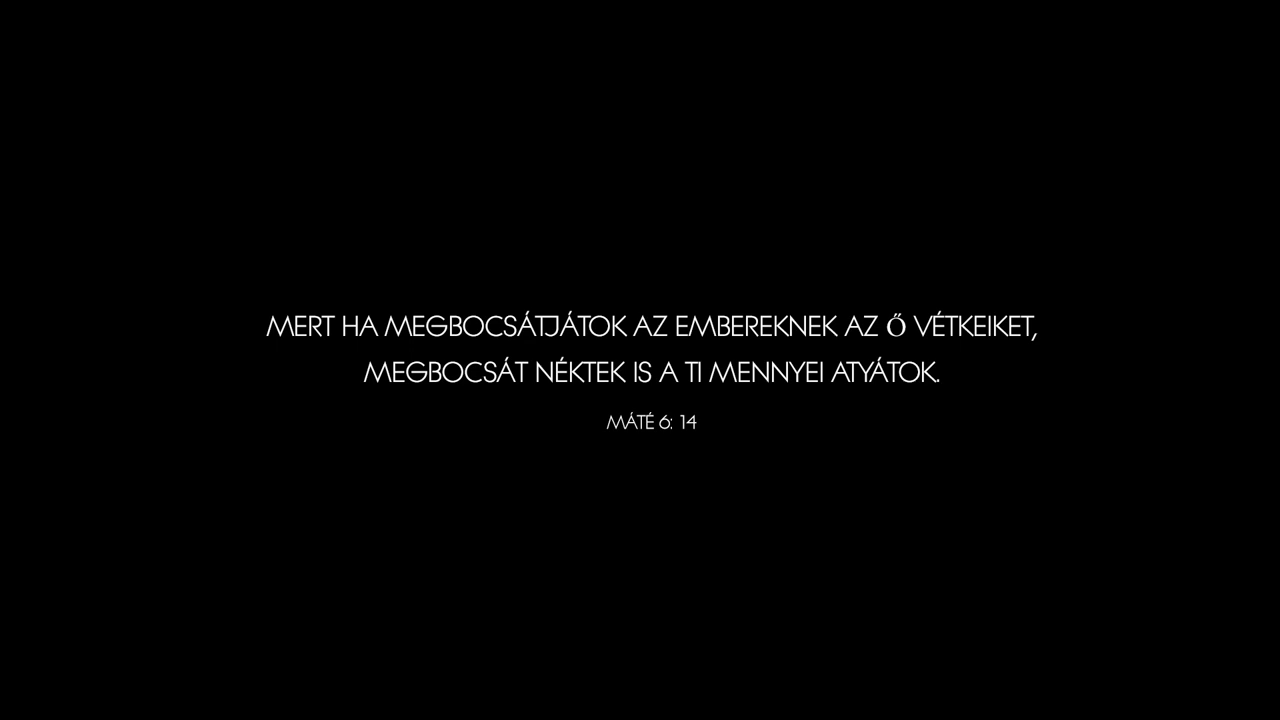 MERT HA MEGBOCSÁTJÁTOK AZ EMBEREKNEK AZ Ő VÉTKEIKET,
MEGBOCSÁT NÉKTEK IS A TI MENNYEI ATYÁTOK.
MÁTÉ 6: 14